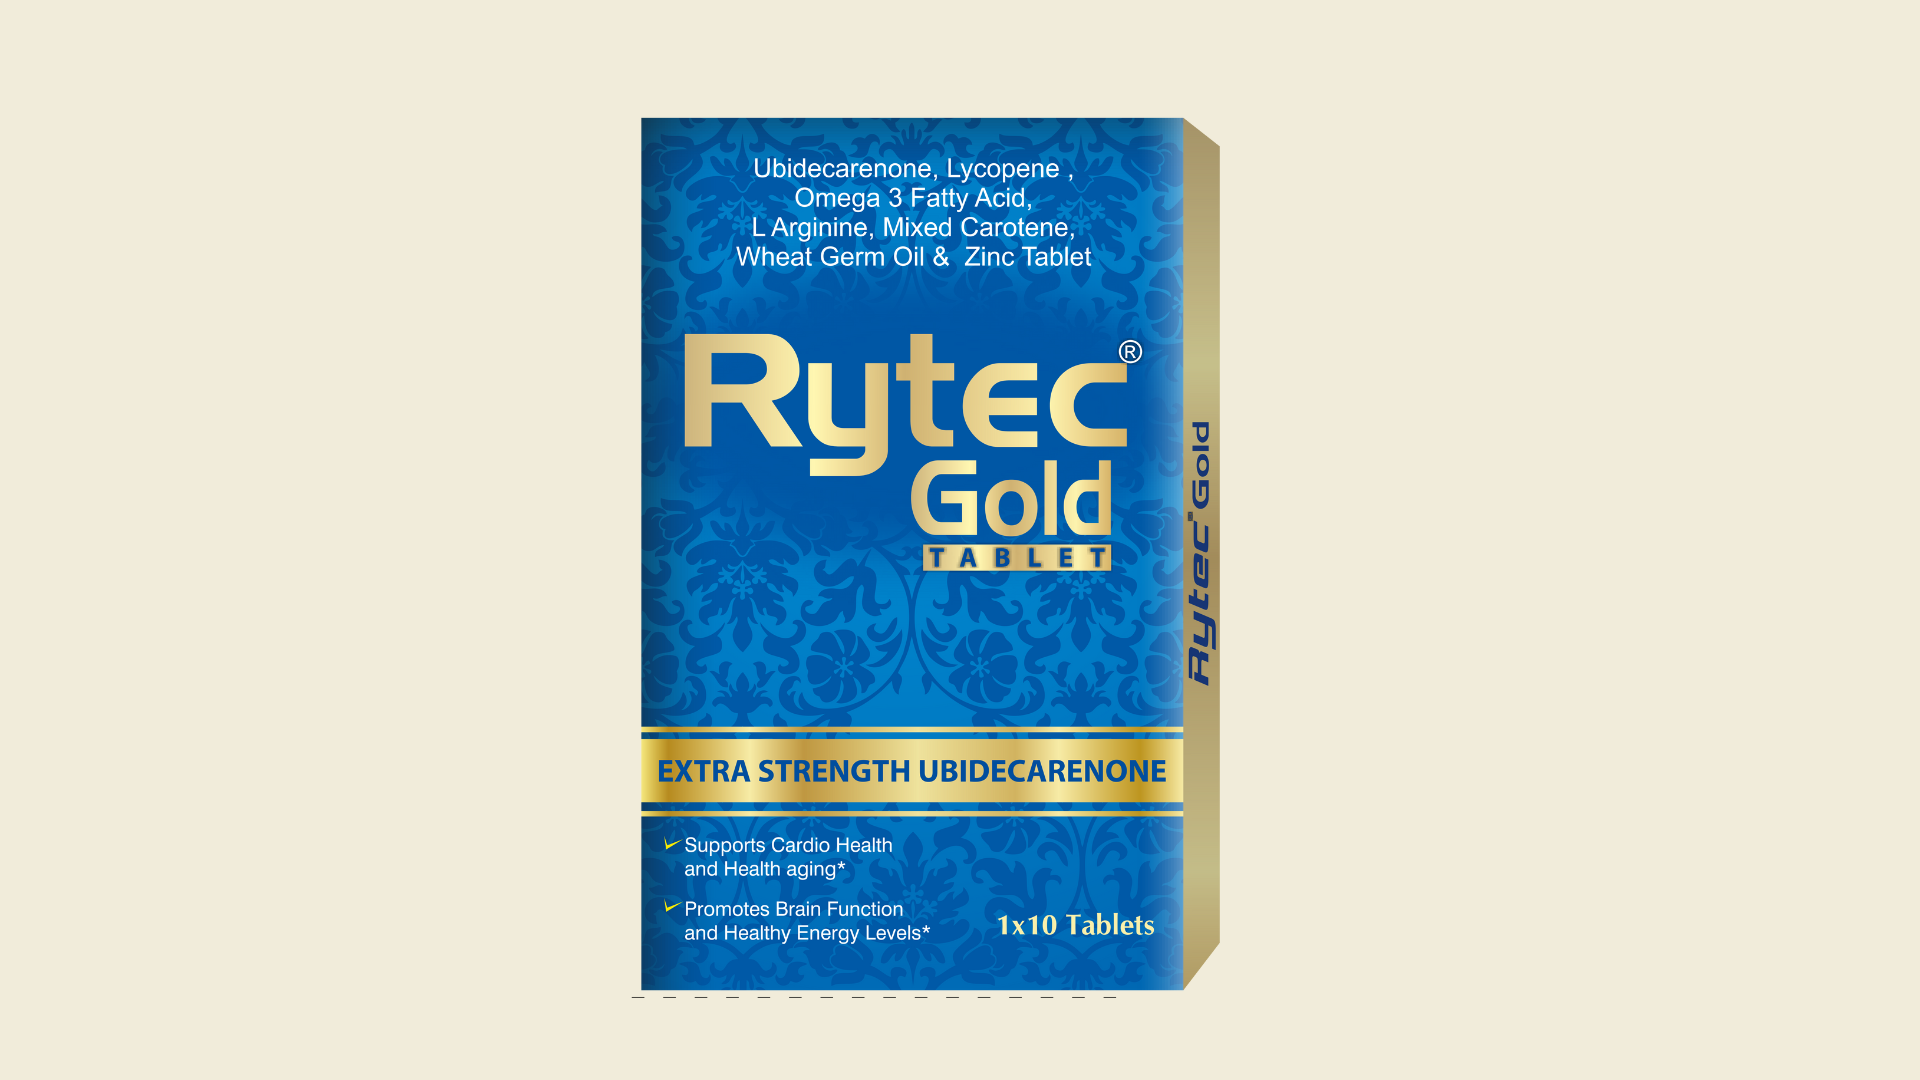 Ubidecarenone, Lycopene ,
Omega 3 Fatty Acid,
L Arginine, Mixed Carotene,
Wheat Germ Oil &  Zinc Tablet
Rytec®
Gold
TABLET
EXTRA STRENGTH UBIDECARENONE
✓Supports Cardio Health
and Health aging*
✓Promotes Brain Function
and Healthy Energy Levels*
1x10 Tablets
Rytec Gold